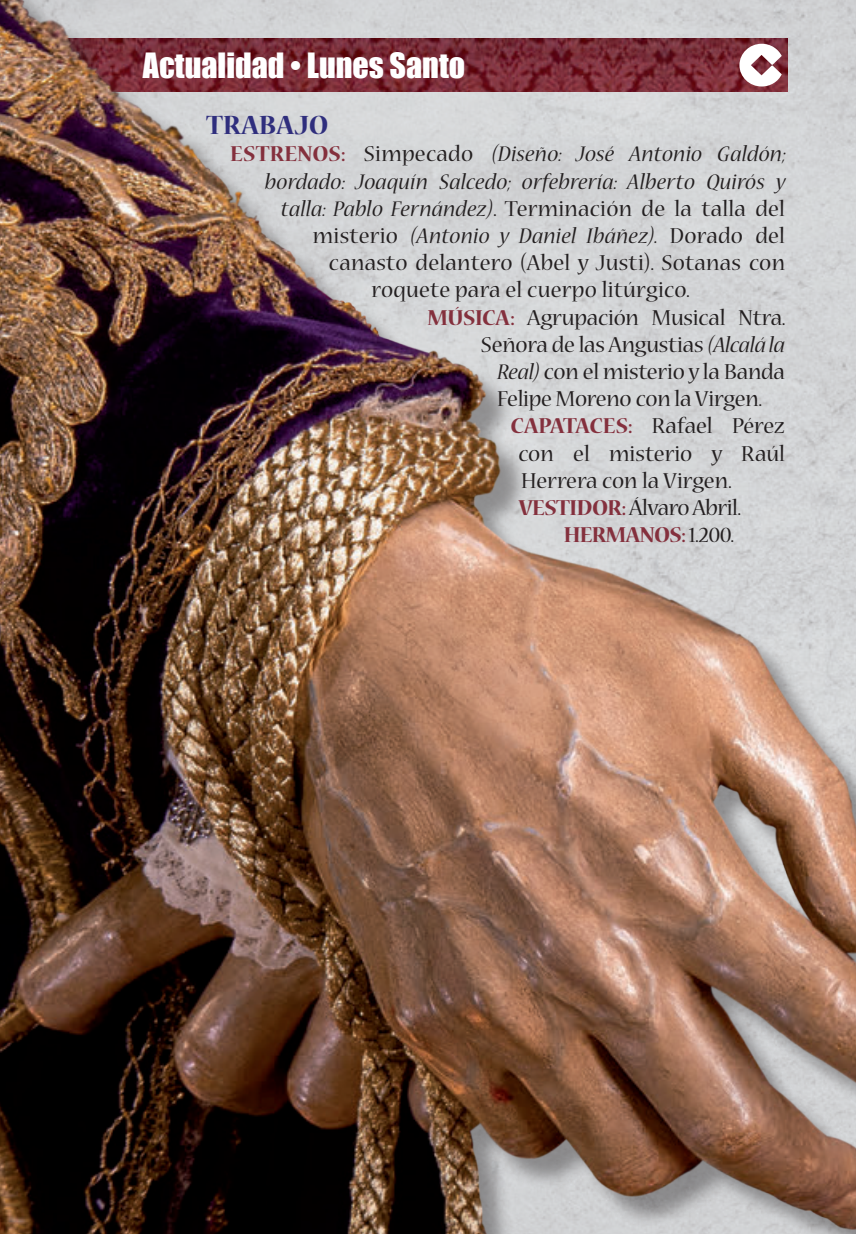 Actualidad • Lunes Santo
TRABAJO
ESTRENOS: Simpecado (Diseño: José Antonio Galdón;
bordado: Joaquín Salcedo; orfebrería: Alberto Quirós y
talla: Pablo Fernández). Terminación de la talla del
misterio (Antonio y Daniel Ibáñez). Dorado del
canasto delantero (Abel y Justi). Sotanas con
roquete para el cuerpo litúrgico.
MÚSICA: Agrupación Musical Ntra.
Señora de las Angustias (Alcalá la
Real) con el misterio y la Banda
Felipe Moreno con la Virgen.
CAPATACES: Rafael Pérez
con el misterio y Raúl
Herrera con la Virgen.
VESTIDOR: Álvaro Abril.
HERMANOS: 1.200.